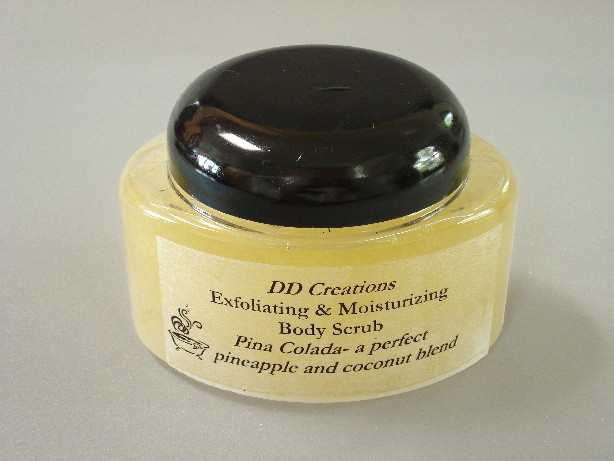 DD Creations
Exfoliating & Moisturizing
Body Scrub
Pina Colada- a perfect
pineapple and coconut blend